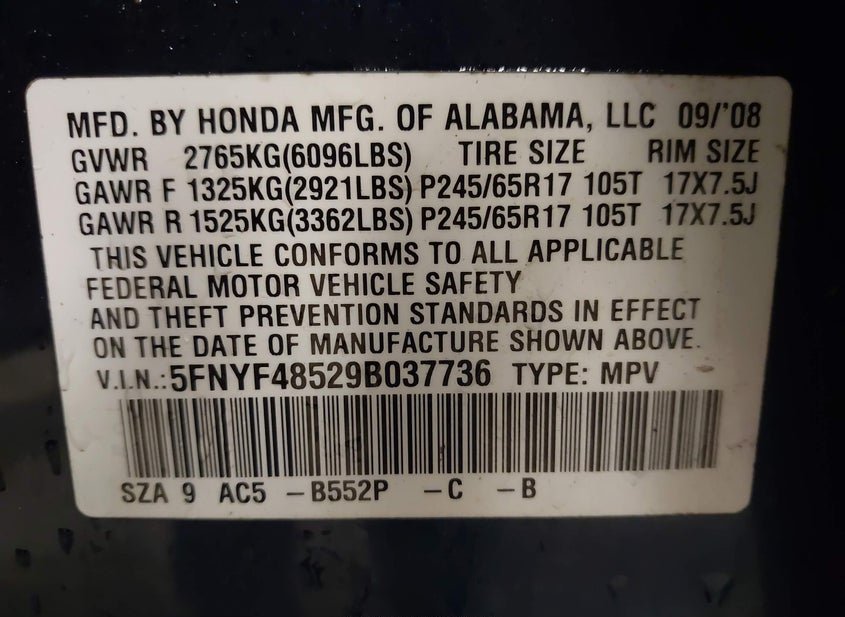 MFD. BY HONDA MFG. OF ALABAMA, LLC 09/'08
GVWR 2765KG(6096LBS) TIRE SIZE RIM SIZE
GAWR F 1325KG(2921LBS) P245/65R17 105T 17X7.5J
GAWR R 1525KG(3362LBS) P245/65R17 105T 17X7.5J
THIS VEHICLE CONFORMS TO ALL APPLICABLE
FEDERAL MOTOR VEHICLE SAFETY
AND THEFT PREVENTION STANDARDS IN EFFECT
ON THE DATE OF MANUFACTURE SHOWN ABOVE.
V.I.N.:5FNYF48529B037736 TYPE: MPV
SZA 9 AC5 -B552P -C -B